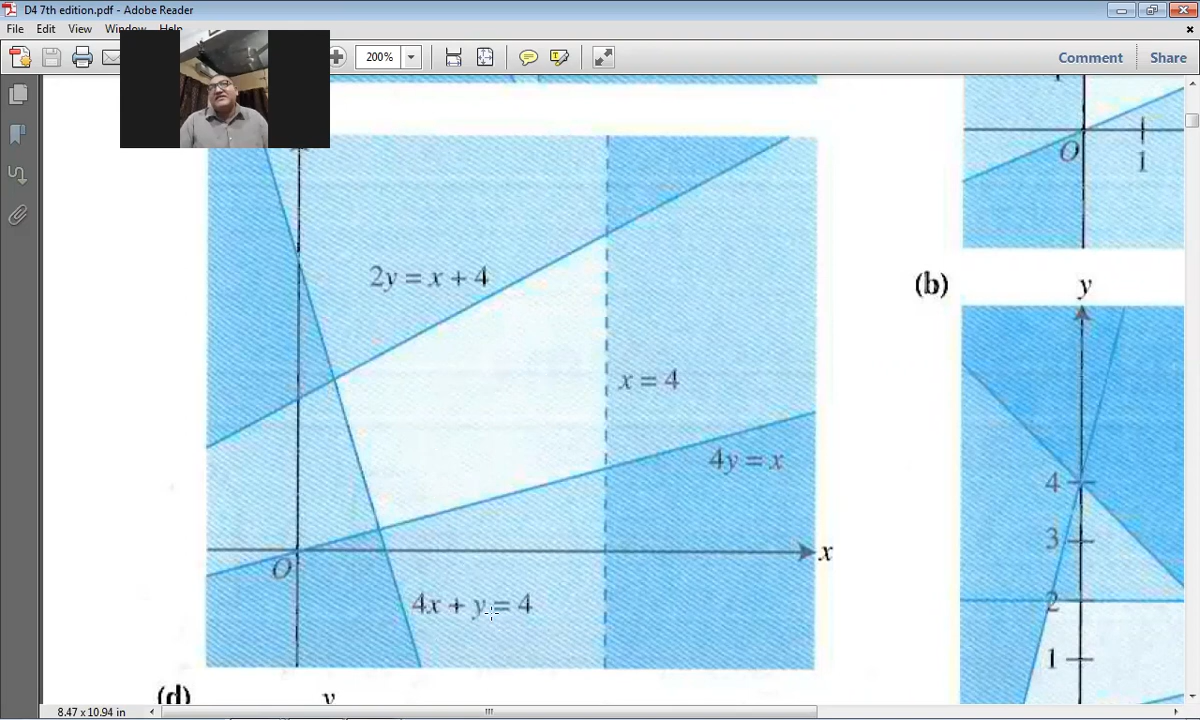 D4 7th edition.pdf - Adobe Reader
File Edit View Window Help
200%
Comment Share
2y = x + 4
x = 4
4y = x
x
O
4x + y = 4
(d)
y
O
1
(b)
y
4
3
2
1
8.47 x 10.94 in